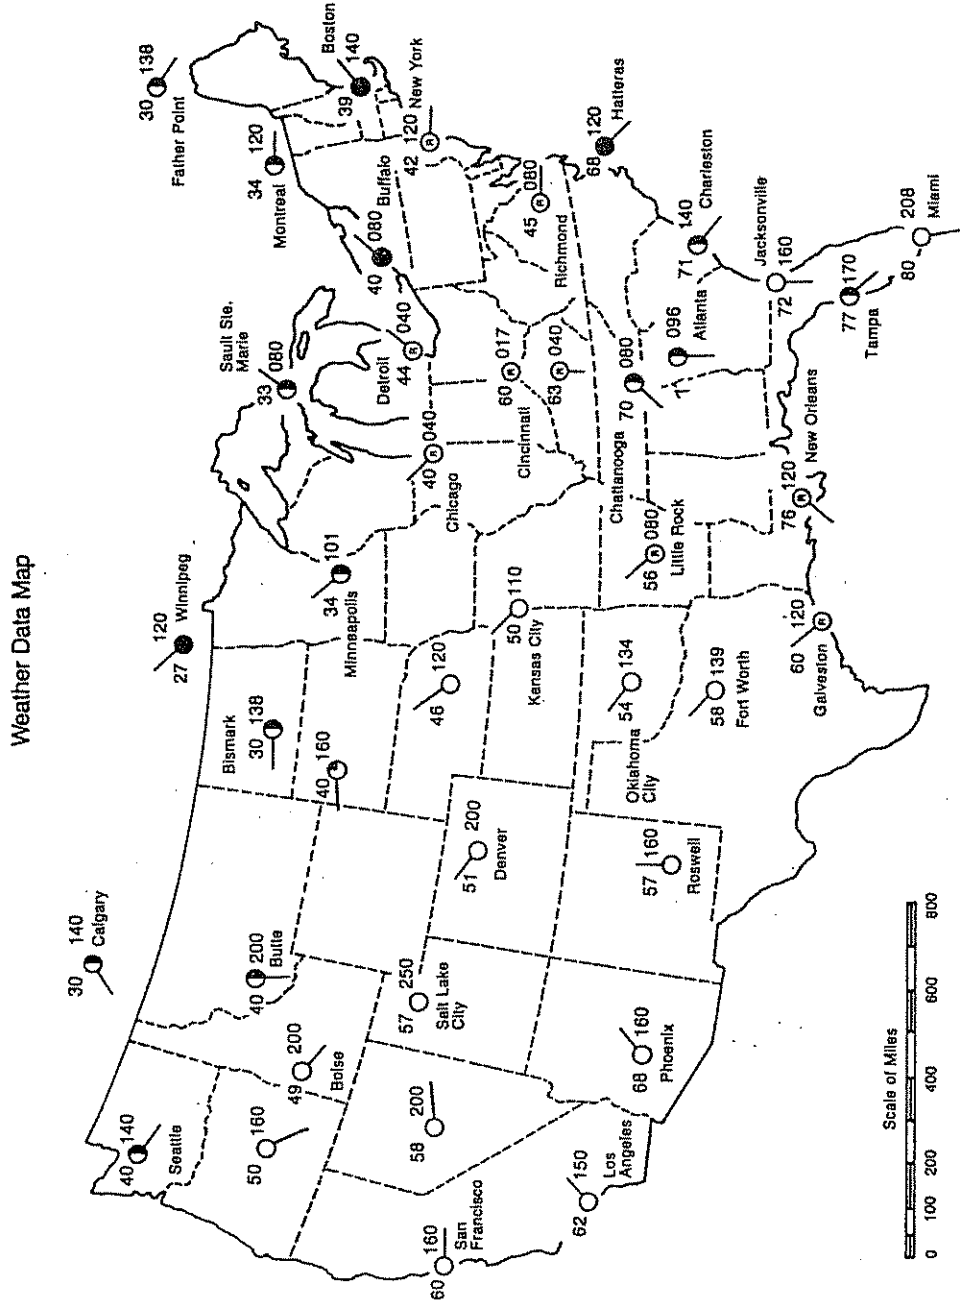 Weather Data Map
30 138
Father Point
34 120
Montreal
39 140
Boston
42 120
New York
40 080
Buffalo
33 080
Sault Ste.
Marie
44 040
Detroit
40 040
Chicago
60 017
Cincinnati
63 040
45 080
Richmond
68 120
Hatteras
71 140
Charleston
72 160
Jacksonville
77 170
Tampa
80 208
Miami
71 096
Atlanta
70 080
Chattanooga
76 120
New Orleans
56 080
Little Rock
60 120
Galveston
58 139
Fort Worth
54 134
Oklahoma
City
50 110
Kansas City
46 120
34 101
Minneapolis
27 120
Winnipeg
30 138
Bismark
40 160
51 200
Denver
57 160
Roswell
30 140
Calgary
40 200
Butte
57 250
Salt Lake
City
49 200
Boise
68 160
Phoenix
58 200
40 140
Seattle
50 160
60 160
San
Francisco
62 150
Los
Angeles
R
R
R
R
R
R
R
R
R
Scale of Miles
0 100 200 400 600 800